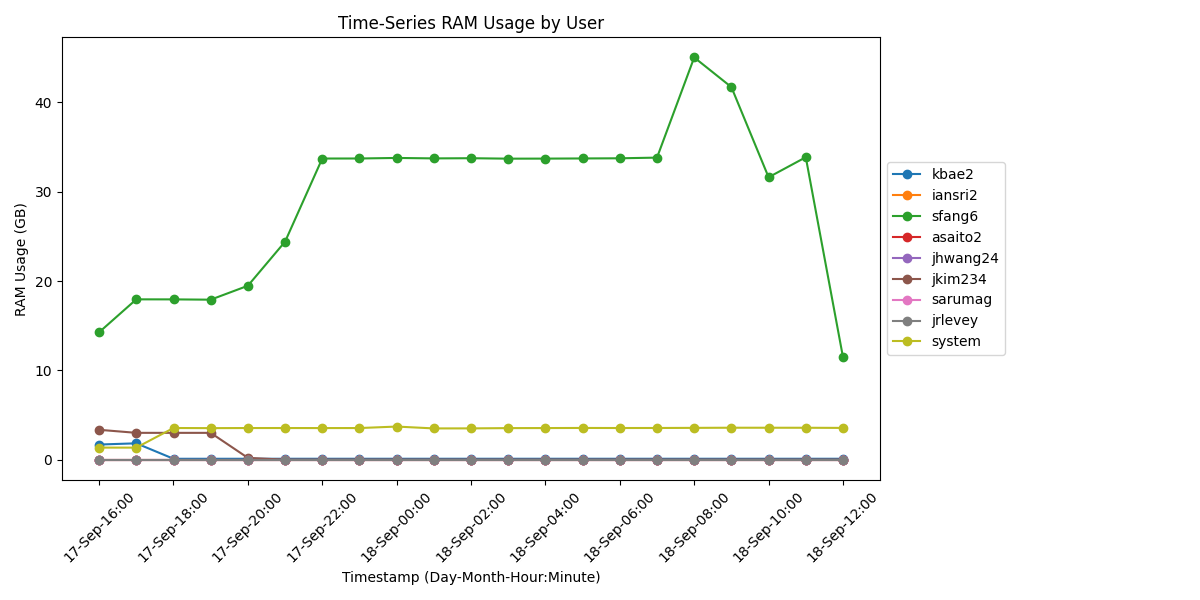 Time-Series RAM Usage by User
RAM Usage (GB)
40
30
20
10
0
17-Sep-16:00
17-Sep-18:00
17-Sep-20:00
17-Sep-22:00
18-Sep-00:00
18-Sep-02:00
18-Sep-04:00
18-Sep-06:00
18-Sep-08:00
18-Sep-10:00
18-Sep-12:00
Timestamp (Day-Month-Hour:Minute)
kbae2
iansri2
sfang6
asaito2
jhwang24
jkim234
sarumag
jrlevey
system